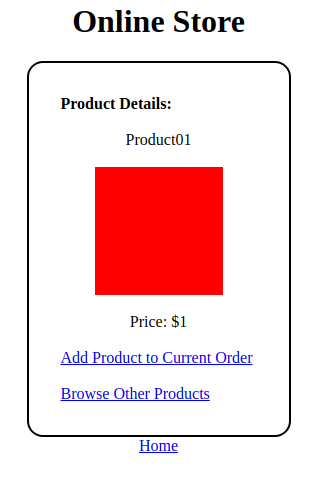 Online Store
Product Details:
Product01
Price: $1
Add Product to Current Order
Browse Other Products
Home